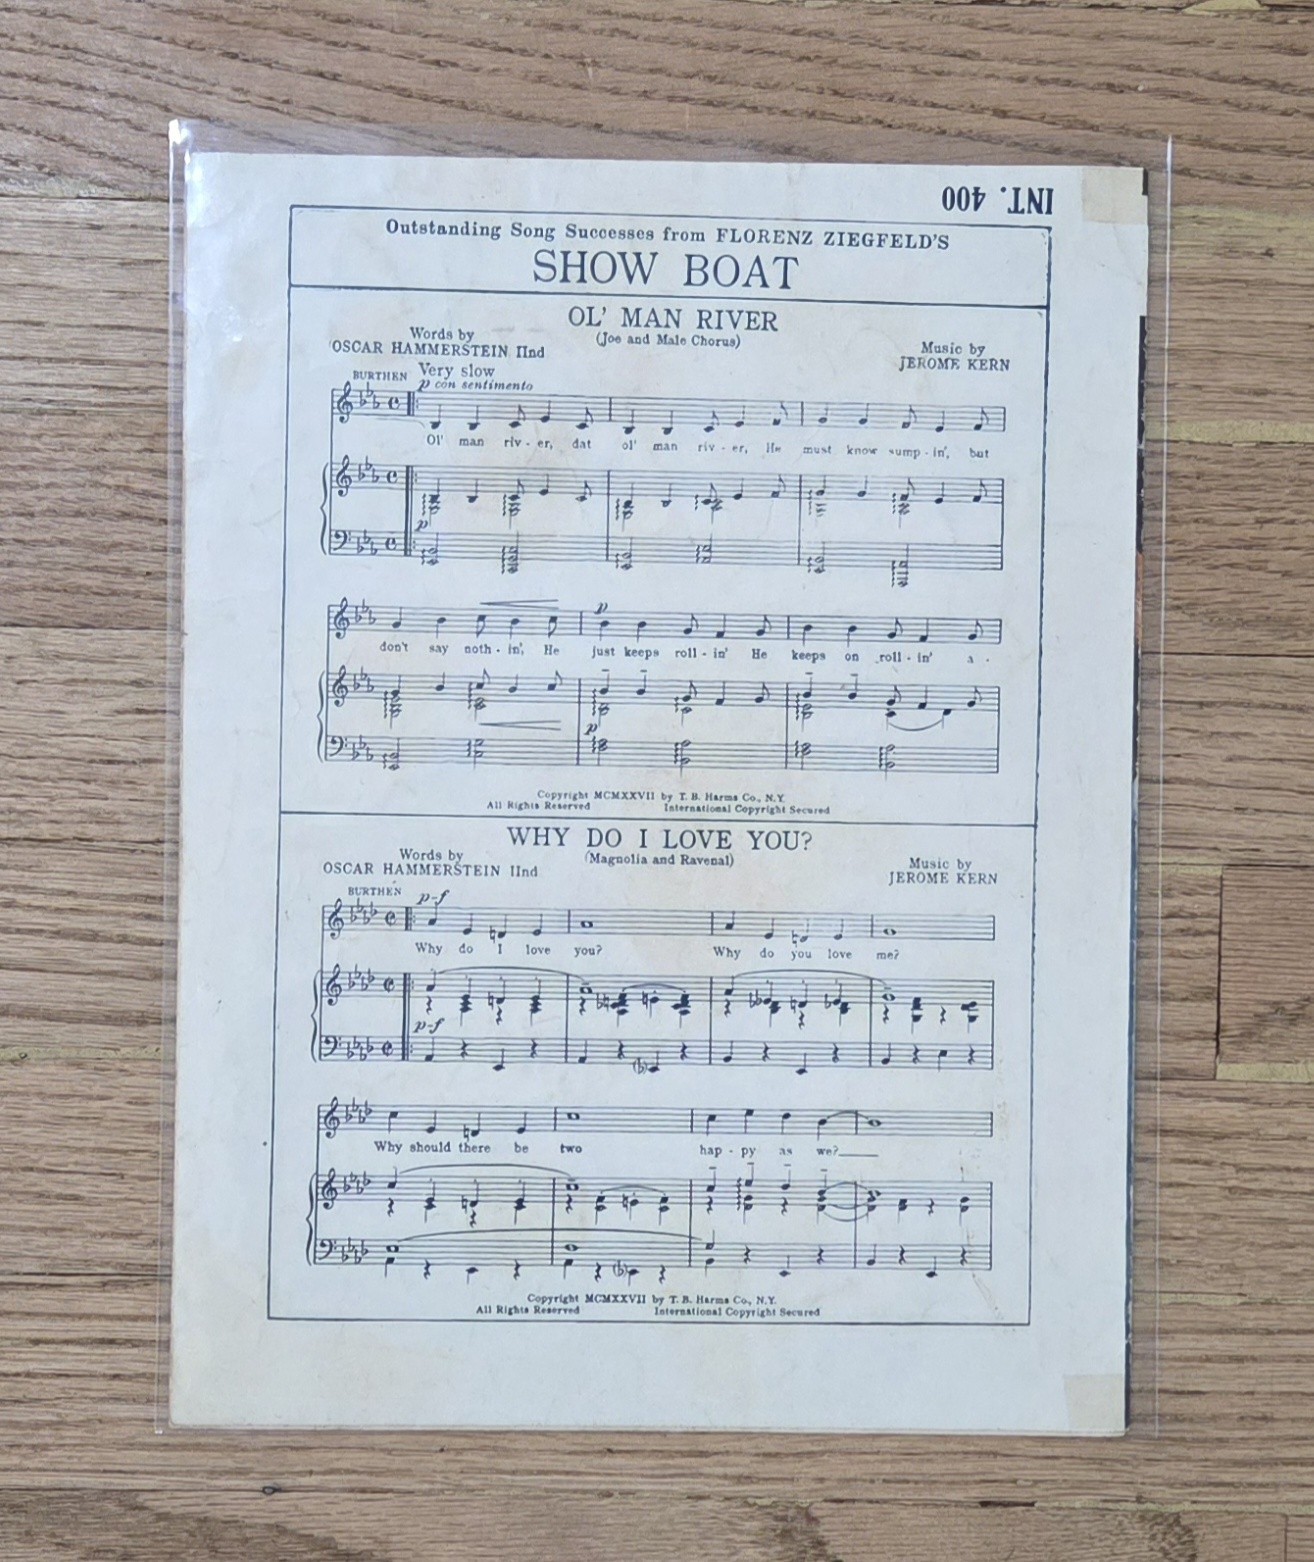 INT. 400
Outstanding Song Successes from FLORENZ ZIEGFELD'S
SHOW BOAT
OL' MAN RIVER
(Joe and Male Chorus)
Words by
OSCAR HAMMERSTEIN IInd
Music by
JEROME KERN
BURTHEN Very slow
p con sentimento
Ol' man riv - er, dat ol' man riv - er, He must know sump - in', but
p
p
don't say noth - in', He just keeps roll - in' He keeps on roll - in' a -
p
Copyright MCMXXVII by T. B. Harms Co., N.Y.
All Rights Reserved International Copyright Secured
WHY DO I LOVE YOU?
(Magnolia and Ravenal)
Words by
OSCAR HAMMERSTEIN IInd
Music by
JEROME KERN
BURTHEN p-f
Why do I love you? Why do you love me?
p-f
Why should there be two hap - py as we?
Copyright MCMXXVII by T. B. Harms Co., N.Y.
All Rights Reserved International Copyright Secured